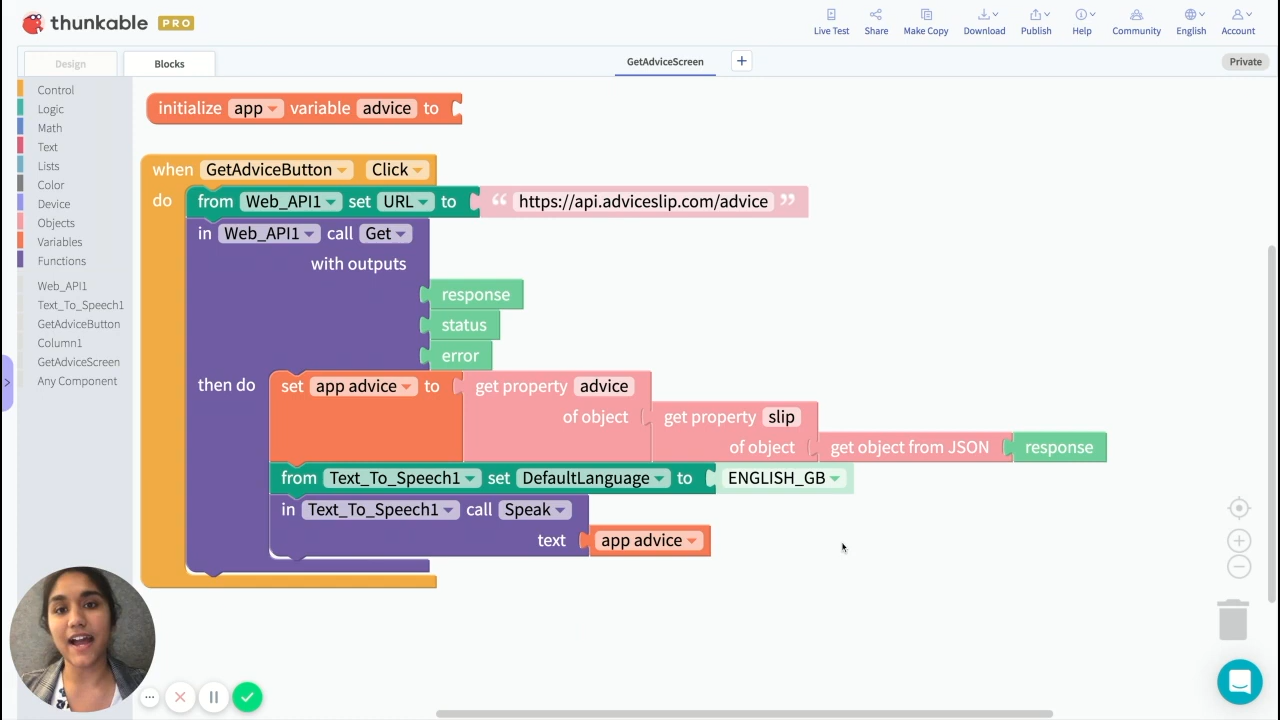 thunkable PRO
Live Test
Share
Make Copy
Download
Publish
Help
Community
English
Account
Design
Blocks
GetAdviceScreen
+
Private
Control
Logic
Math
Text
Lists
Color
Device
Objects
Variables
Functions
Web_API1
Text_To_Speech1
GetAdviceButton
Column1
GetAdviceScreen
Any Component
initialize app variable advice to
when GetAdviceButton Click
do from Web_API1 set URL to “ https://api.adviceslip.com/advice ”
in Web_API1 call Get
with outputs
response
status
error
then do set app advice to get property advice
of object get property slip
of object get object from JSON response
from Text_To_Speech1 set DefaultLanguage to ENGLISH_GB
in Text_To_Speech1 call Speak
text app advice